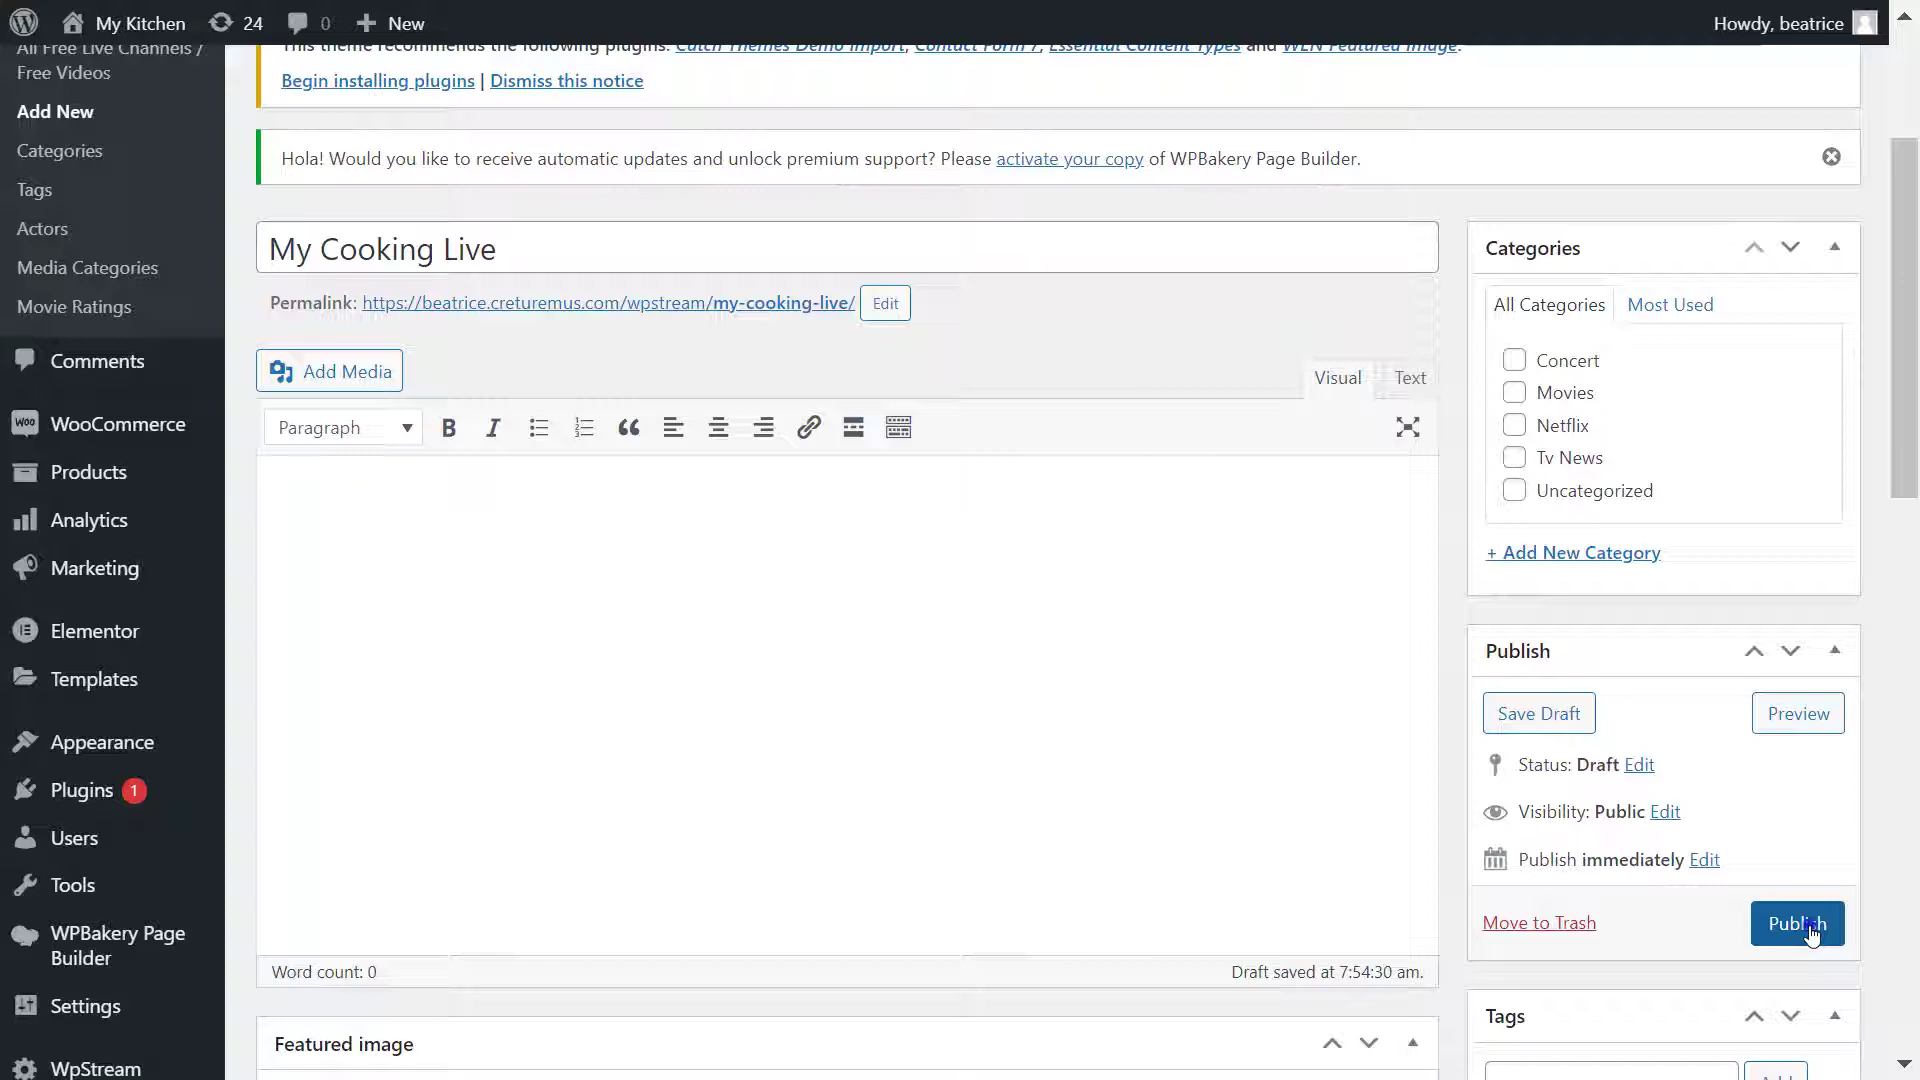 My Kitchen 24 0 New Howdy, beatrice
All Free Live Channels /
Free Videos
Add New
Categories
Tags
Actors
Media Categories
Movie Ratings
Comments
Woo WooCommerce
Products
Analytics
Marketing
Elementor
Templates
Appearance
Plugins 1
Users
Tools
WPBakery Page
Builder
Settings
WpStream
This theme recommends the following plugins: Catch Themes Demo Import, Contact Form 7, Essential Content Types and WEN Featured Image.
Begin installing plugins | Dismiss this notice
Hola! Would you like to receive automatic updates and unlock premium support? Please activate your copy of WPBakery Page Builder.
My Cooking Live
Permalink: https://beatrice.creturemus.com/wpstream/my-cooking-live/ Edit
Add Media
Visual Text
Paragraph
Word count: 0
Draft saved at 7:54:30 am.
Featured image
Categories
All Categories Most Used
Concert
Movies
Netflix
Tv News
Uncategorized
+ Add New Category
Publish
Save Draft Preview
Status: Draft Edit
Visibility: Public Edit
Publish immediately Edit
Move to Trash Publish
Tags
Add